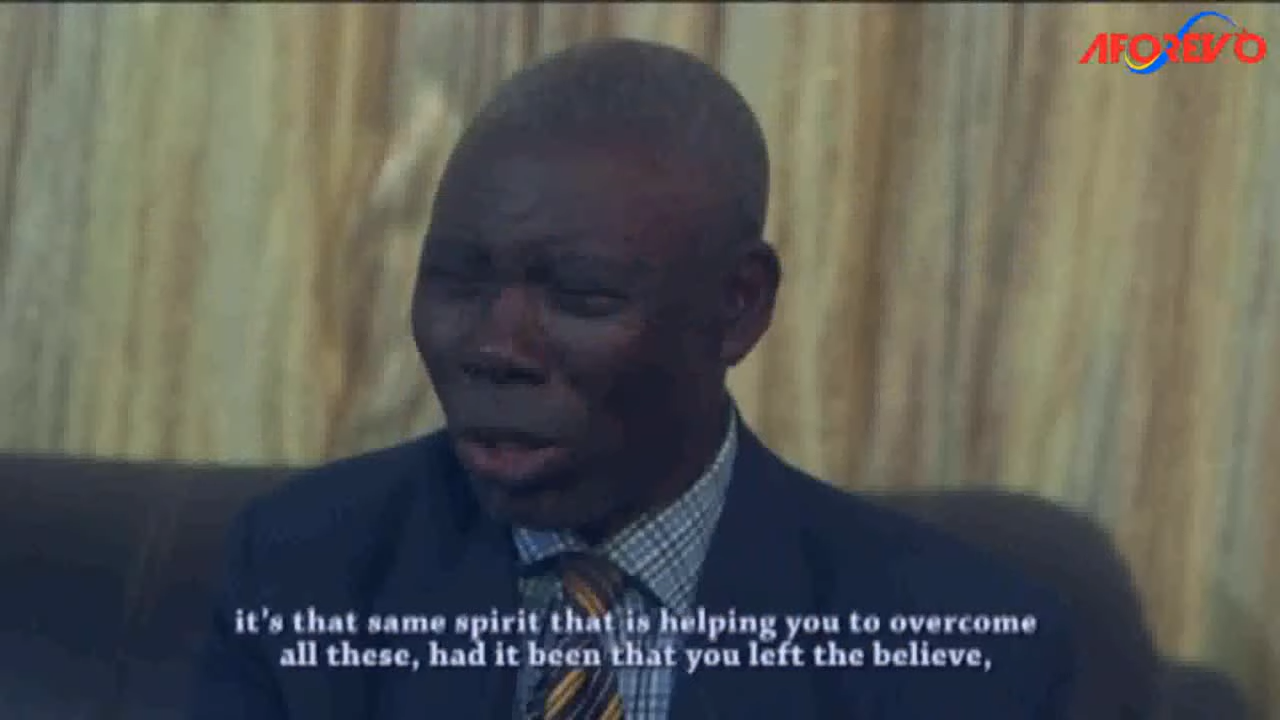 AFOREVO
it's that same spirit that is helping you to overcome
all these, had it been that you left the believe,